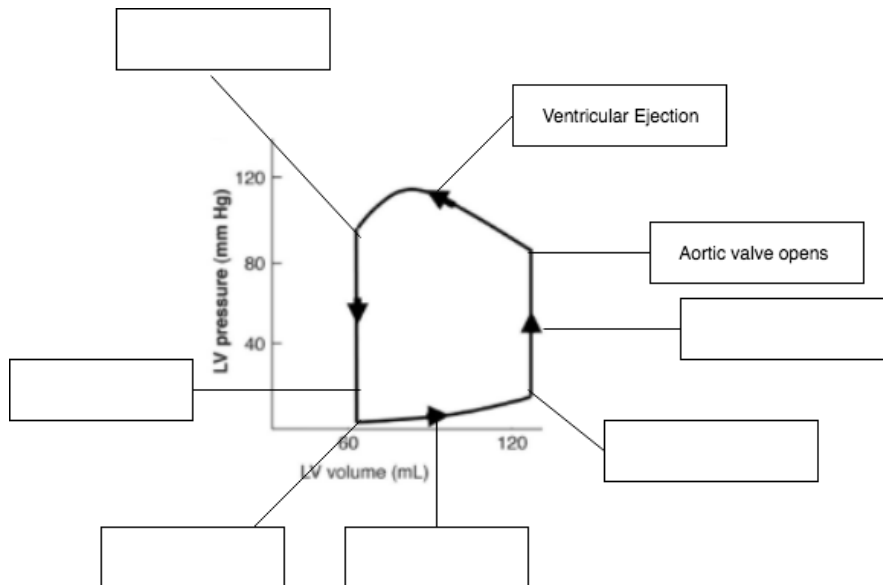 Ventricular Ejection
120
LV pressure (mm Hg)
80
Aortic valve opens
40
60
120
LV volume (mL)